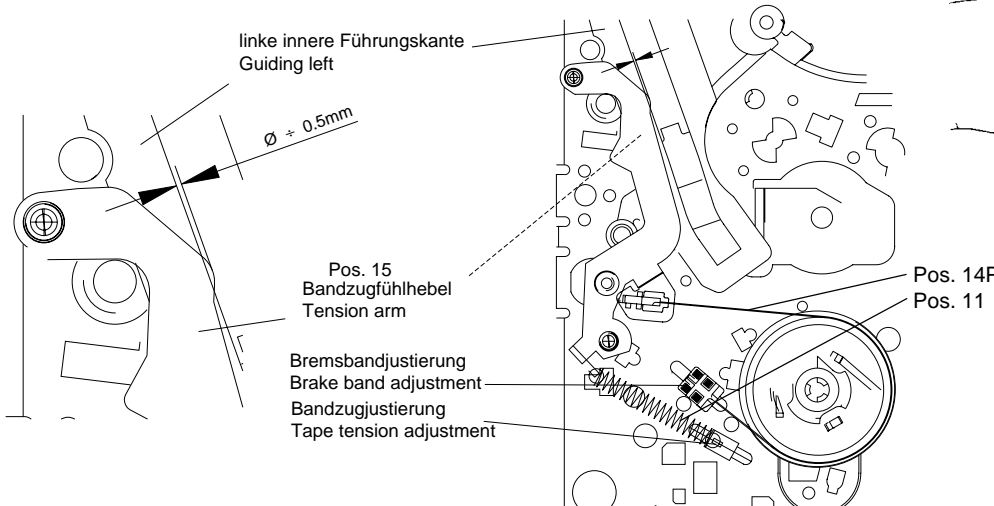 linke innere Führungskante
Guiding left
Ø ÷ 0.5mm
Pos. 15
Bandzugfühlhebel
Tension arm
Pos. 14P
Pos. 11
Bremsbandjustierung
Brake band adjustment
Bandzugjustierung
Tape tension adjustment